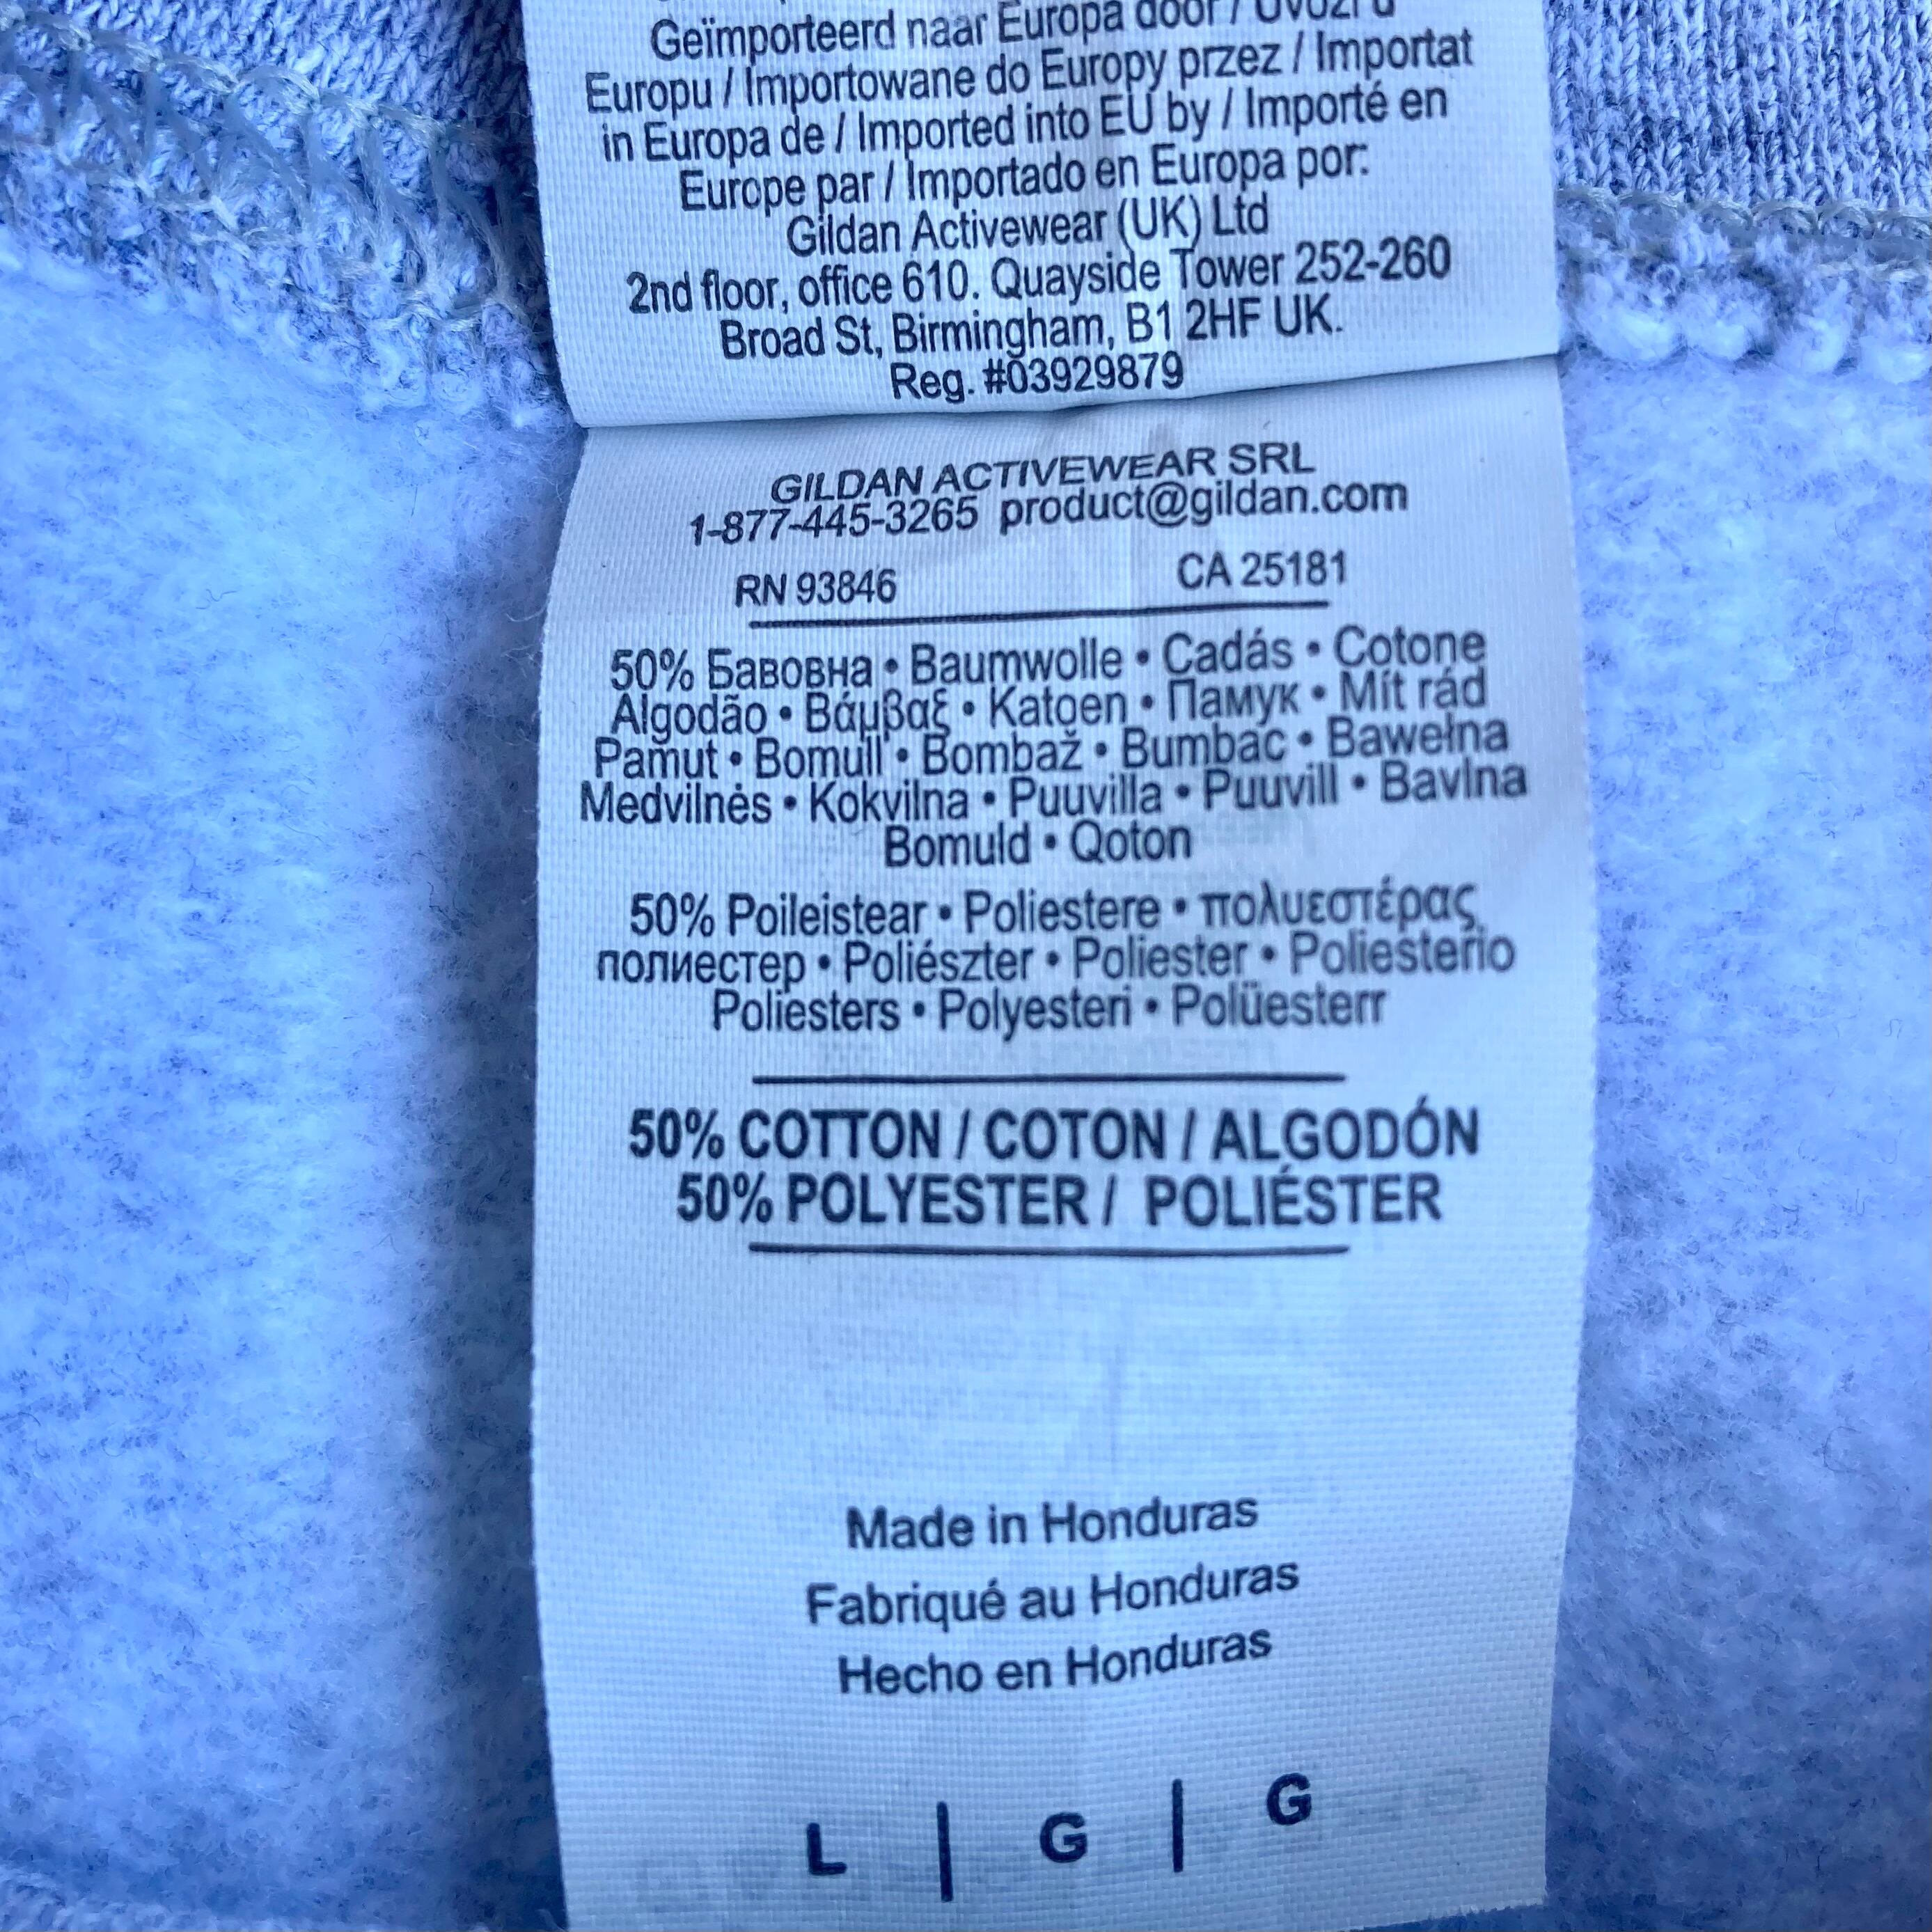 Geïmporteerd naar Europa door / Uvozi u
Europu / Importowane do Europy przez / Importat
in Europa de / Imported into EU by / Importé en
Europe par / Importado en Europa por:
Gildan Activewear (UK) Ltd
2nd floor, office 610. Quayside Tower 252-260
Broad St, Birmingham, B1 2HF UK.
Reg. #03929879
GILDAN ACTIVEWEAR SRL
1-877-445-3265 product@gildan.com
RN 93846 CA 25181
50% Бавовна • Baumwolle • Cadás • Cotone
Algodão • Βάμβαξ • Katoen • Памук • Mít rád
Pamut • Bomull • Bombaž • Bumbac • Bawełna
Medvilnės • Kokvilna • Puuvilla • Puuvill • Bavlna
Bomuld • Qoton
50% Poileistear • Poliestere • πολυεστέρας
полиестер • Poliészter • Poliester • Poliesterio
Poliesters • Polyesteri • Polüesterr
50% COTTON / COTON / ALGODÓN
50% POLYESTER / POLIÉSTER
Made in Honduras
Fabriqué au Honduras
Hecho en Honduras
L | G | G